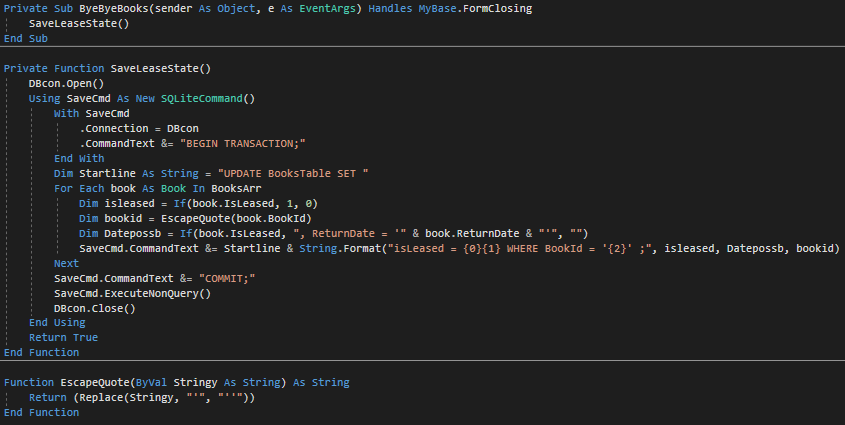 Private Sub ByeByeBooks(sender As Object, e As EventArgs) Handles MyBase.FormClosing
    SaveLeaseState()
End Sub

Private Function SaveLeaseState()
    DBcon.Open()
    Using SaveCmd As New SQLiteCommand()
        With SaveCmd
            .Connection = DBcon
            .CommandText &= "BEGIN TRANSACTION;"
        End With
        Dim Startline As String = "UPDATE BooksTable SET "
        For Each book As Book In BooksArr
            Dim isleased = If(book.IsLeased, 1, 0)
            Dim bookid = EscapeQuote(book.BookId)
            Dim Datepossb = If(book.IsLeased, ", ReturnDate = '" & book.ReturnDate & "'", "")
            SaveCmd.CommandText &= Startline & String.Format("isLeased = {0}{1} WHERE BookId = '{2}' ;", isleased, Datepossb, bookid)
        Next
        SaveCmd.CommandText &= "COMMIT;"
        SaveCmd.ExecuteNonQuery()
        DBcon.Close()
    End Using
    Return True
End Function

Function EscapeQuote(ByVal Stringy As String) As String
    Return (Replace(Stringy, "'", "''"))
End Function